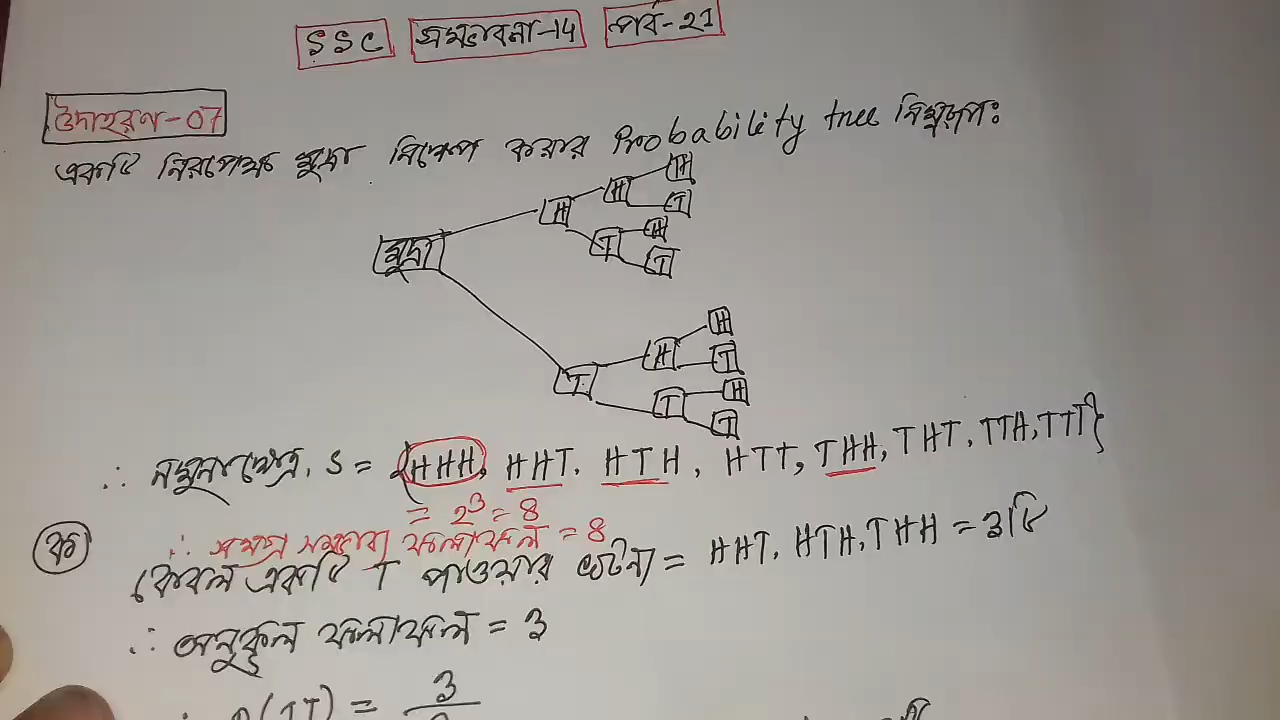 SSC সম্ভাবনা-14 পর্ব-21
উদাহরণ-07
একটি নিরপেক্ষ মুদ্রা নিক্ষেপ করার Probability tree নিম্নরূপঃ
মুদ্রা
H H H
T
T H
T
T H H
T
T H
T
∴ নমুনাক্ষেত্র, S = {HHH, HHT, HTH, HTT, THH, THT, TTH, TTT}
= 2³ = 8
∴ সমগ্র সম্ভাব্য ফলাফল = 8
ক
কেবল একটি T পাওয়ার ঘটনা = HHT, HTH, THH = 3টি
∴ অনুকূল ফলাফল = 3
P(1T) = 3